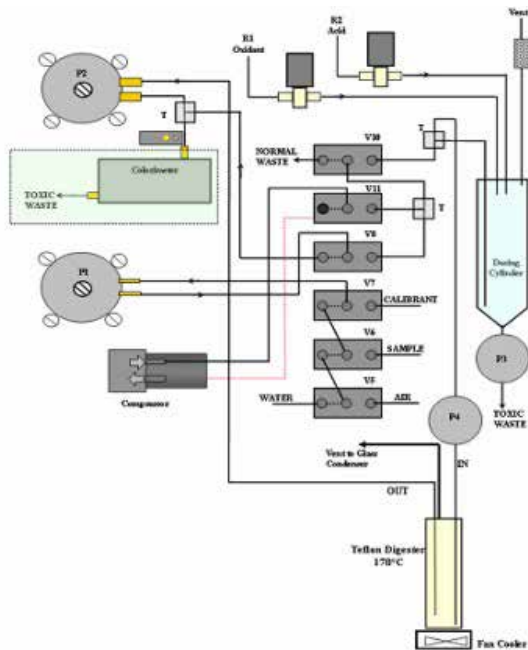 R2
Acid
Vent
R1
Oxidant
P2
T
V10
T
NORMAL
WASTE
Colorimeter
TOXIC
WASTE
V11
T
V8
Dosing
Cylinder
P1
V7
CALIBRANT
V6
SAMPLE
P3
V5
WATER
AIR
Compressor
TOXIC
WASTE
P4
Vent to Glass
Condenser
IN
OUT
Teflon Digester
170°C
Fan Cooler